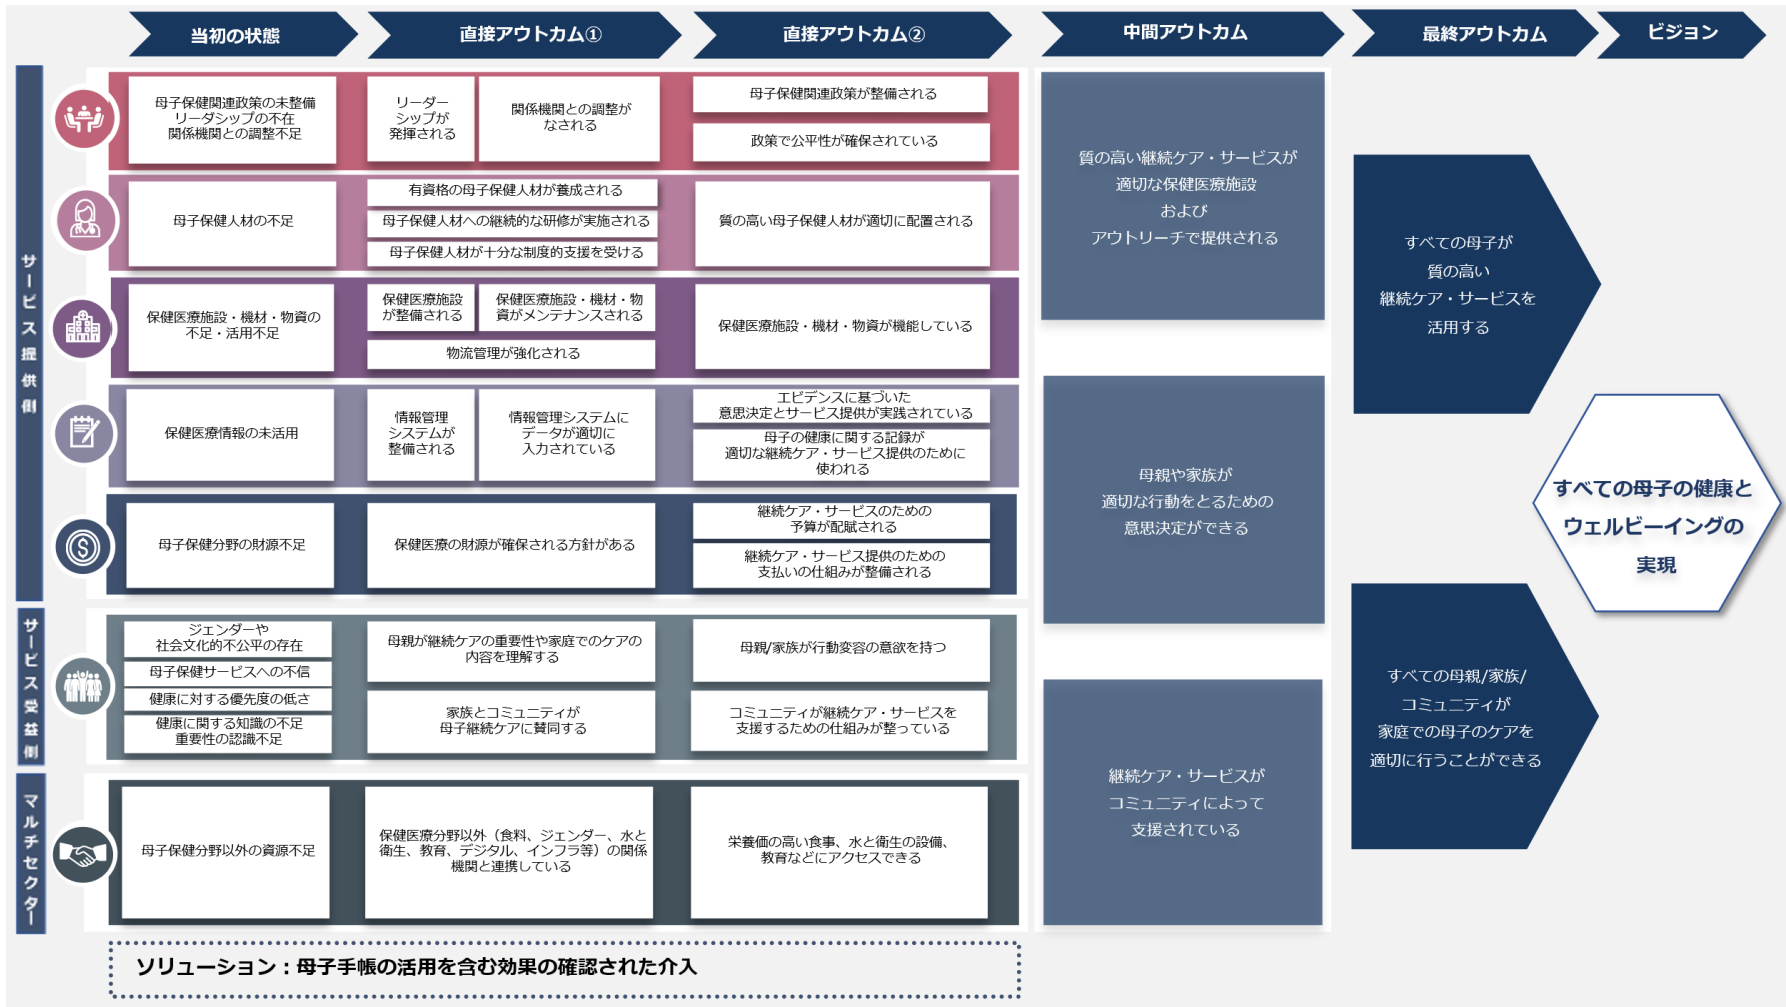 当初の状態
直接アウトカム①
直接アウトカム②
中間アウトカム
最終アウトカム
ビジョン
サービス提供側
母子保健関連政策の未整備
リーダシップの不在
関係機関との調整不足
リーダー
シップが
発揮される
関係機関との調整が
なされる
母子保健関連政策が整備される
政策で公平性が確保されている
母子保健人材の不足
有資格の母子保健人材が養成される
母子保健人材への継続的な研修が実施される
母子保健人材が十分な制度的支援を受ける
質の高い母子保健人材が適切に配置される
保健医療施設・機材・物資の
不足・活用不足
保健医療施設
が整備される
保健医療施設・機材・物
資がメンテナンスされる
物流管理が強化される
保健医療施設・機材・物資が機能している
保健医療情報の未活用
情報管理
システムが
整備される
情報管理システムに
データが適切に
入力されている
エビデンスに基づいた
意思決定とサービス提供が実践されている
母子の健康に関する記録が
適切な継続ケア・サービス提供のために
使われる
母子保健分野の財源不足
保健医療の財源が確保される方針がある
継続ケア・サービスのための
予算が配賦される
継続ケア・サービス提供のための
支払いの仕組みが整備される
サービス受益側
ジェンダーや
社会文化的不公平の存在
母子保健サービスへの不信
健康に対する優先度の低さ
健康に関する知識の不足
重要性の認識不足
母親が継続ケアの重要性や家庭でのケアの
内容を理解する
家族とコミュニティが
母子継続ケアに賛同する
母親/家族が行動変容の意欲を持つ
コミュニティが継続ケア・サービスを
支援するための仕組みが整っている
マルチセクター
母子保健分野以外の資源不足
保健医療分野以外（食料、ジェンダー、水と
衛生、教育、デジタル、インフラ等）の関係
機関と連携している
栄養価の高い食事、水と衛生の設備、
教育などにアクセスできる
質の高い継続ケア・サービスが
適切な保健医療施設
および
アウトリーチで提供される
母親や家族が
適切な行動をとるための
意思決定ができる
継続ケア・サービスが
コミュニティによって
支援されている
すべての母子が
質の高い
継続ケア・サービスを
活用する
すべての母親/家族/
コミュニティが
家庭での母子のケアを
適切に行うことができる
すべての母子の健康と
ウェルビーイングの
実現
ソリューション：母子手帳の活用を含む効果の確認された介入